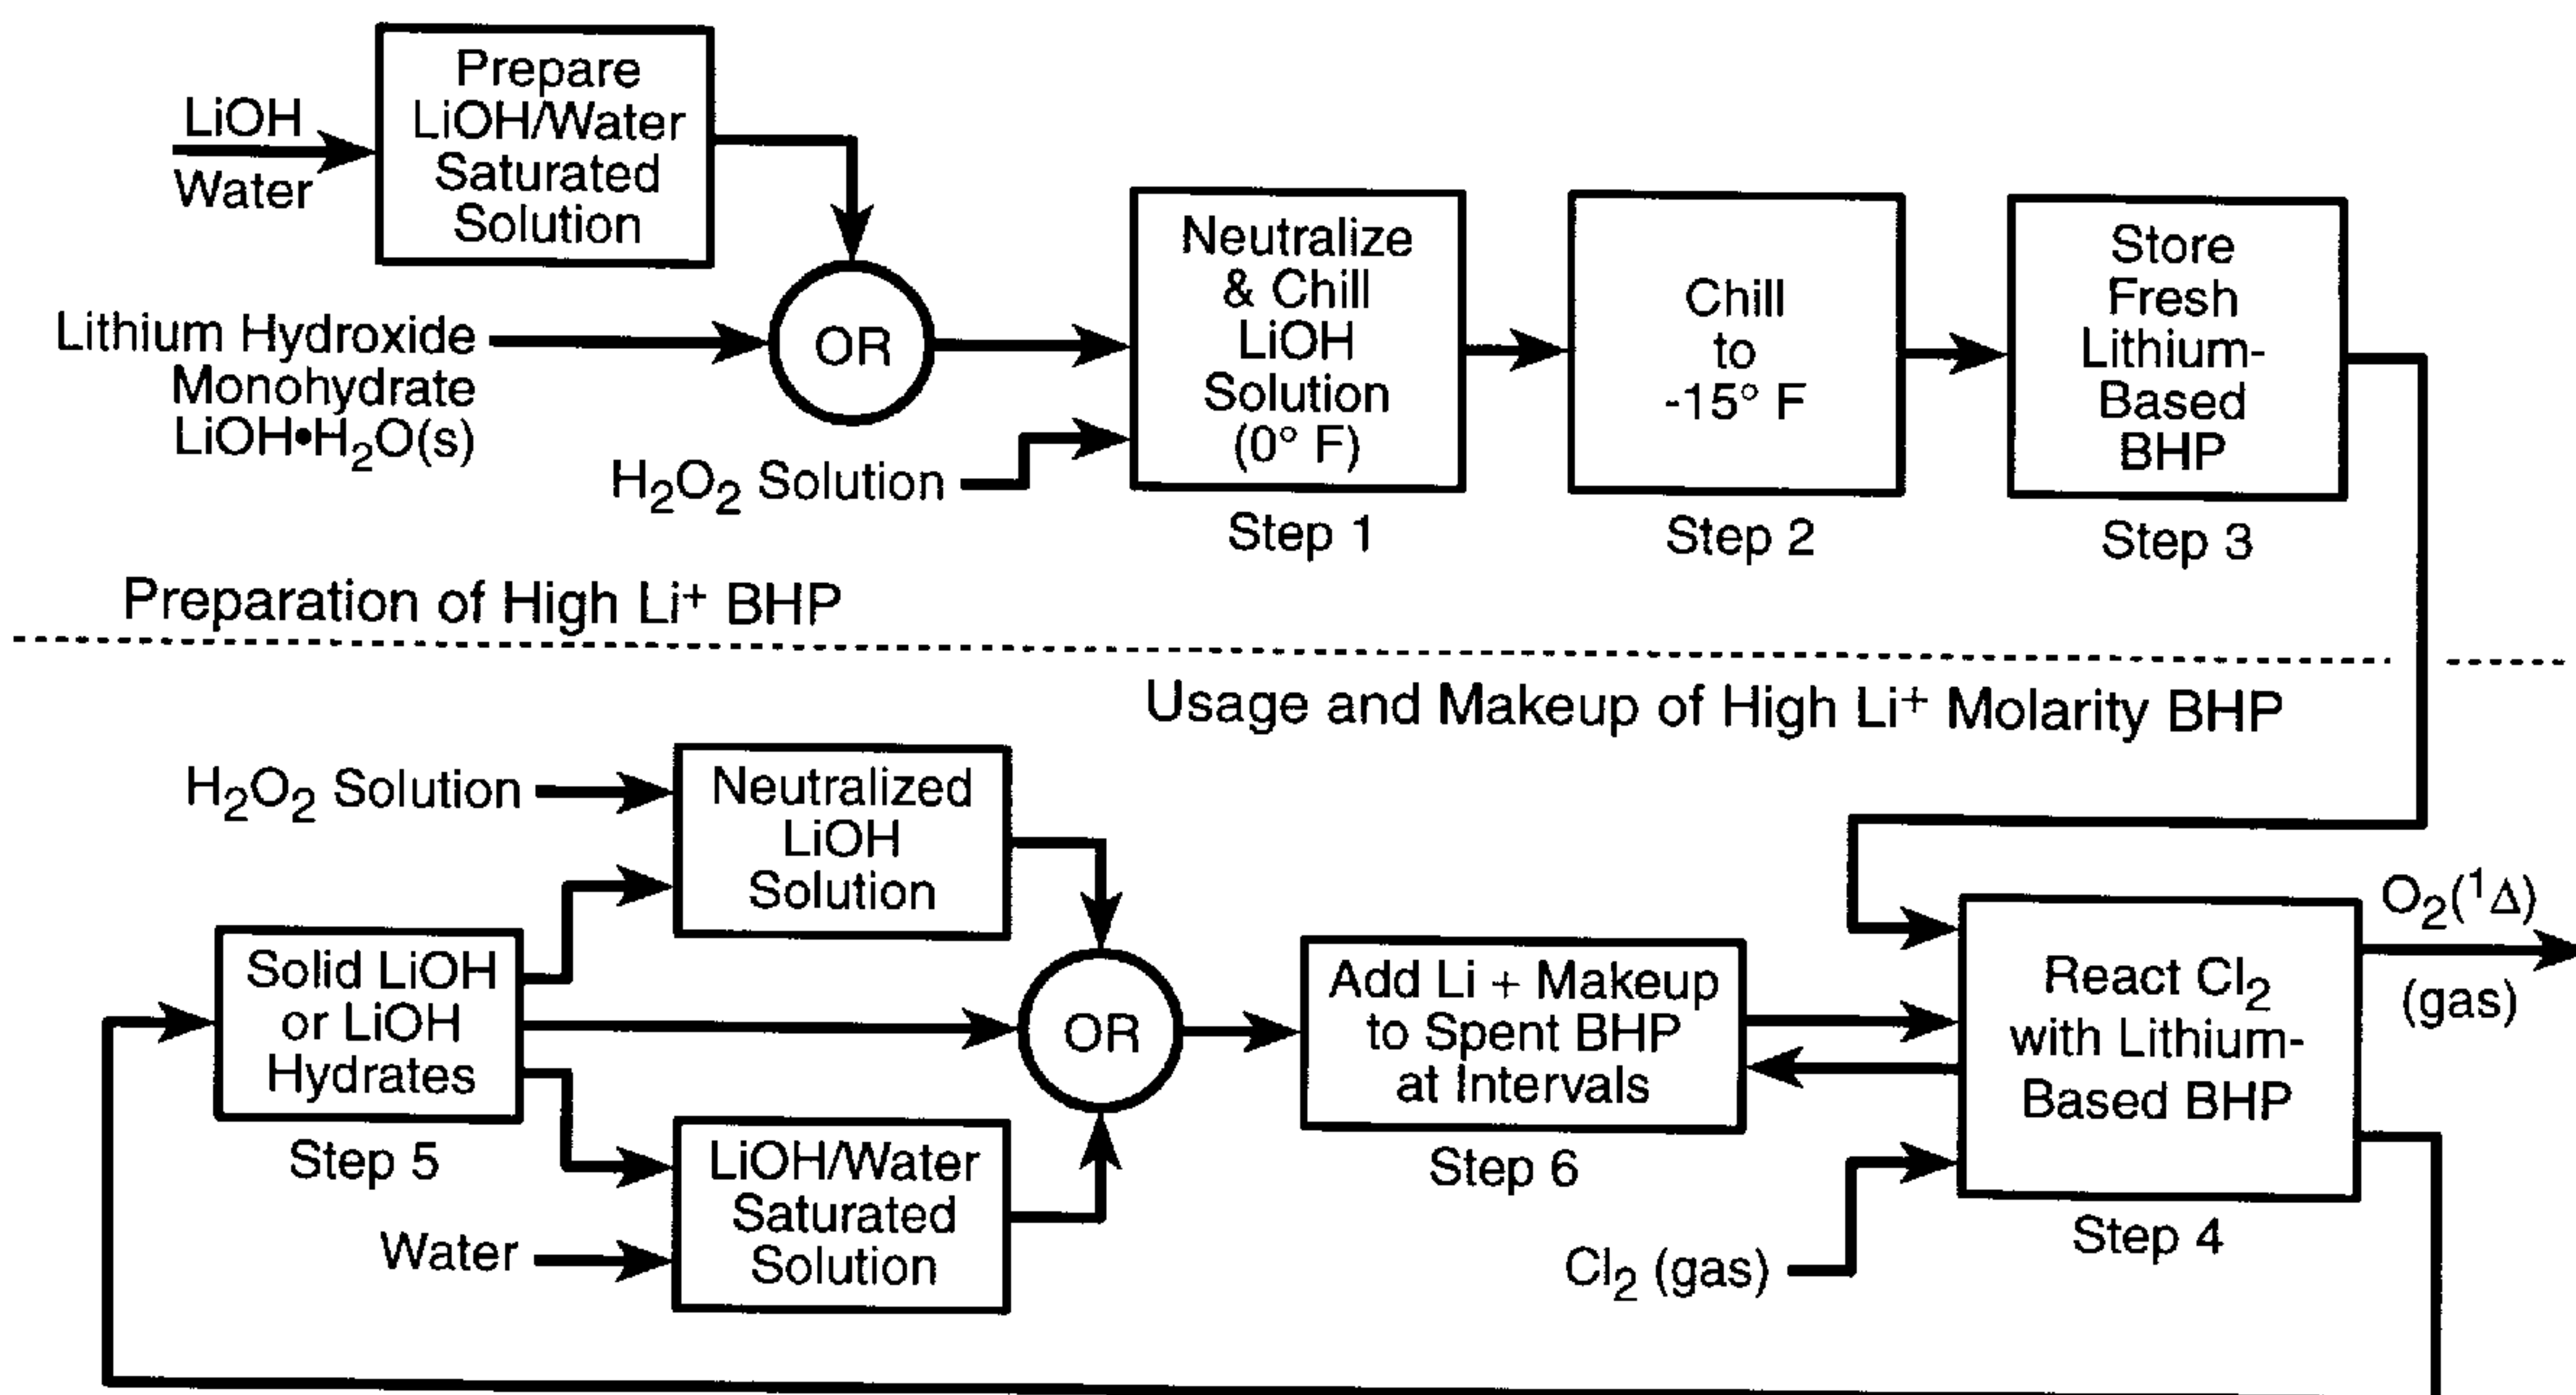 LiOH
Water
Prepare
LiOH/Water
Saturated
Solution
Lithium Hydroxide
Monohydrate
LiOH•H₂O(s)
OR
H₂O₂ Solution
Neutralize
& Chill
LiOH
Solution
(0° F)
Step 1
Chill
to
-15° F
Step 2
Store
Fresh
Lithium-
Based
BHP
Step 3
Preparation of High Li⁺ BHP
Usage and Makeup of High Li⁺ Molarity BHP
H₂O₂ Solution
Neutralized
LiOH
Solution
Solid LiOH
or LiOH
Hydrates
Step 5
Water
LiOH/Water
Saturated
Solution
OR
Add Li + Makeup
to Spent BHP
at Intervals
Step 6
Cl₂ (gas)
React Cl₂
with Lithium-
Based BHP
Step 4
O₂(¹Δ)
(gas)